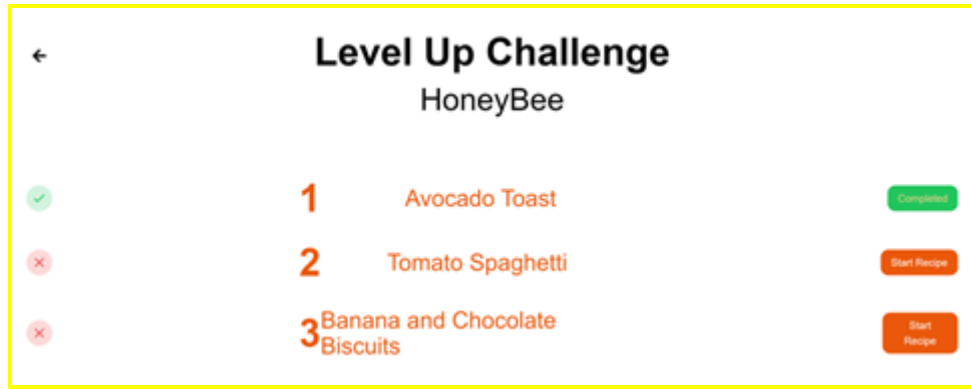 Level Up Challenge
HoneyBee
1 Avocado Toast Completed
2 Tomato Spaghetti Start Recipe
3 Banana and Chocolate
Biscuits
Start
Recipe